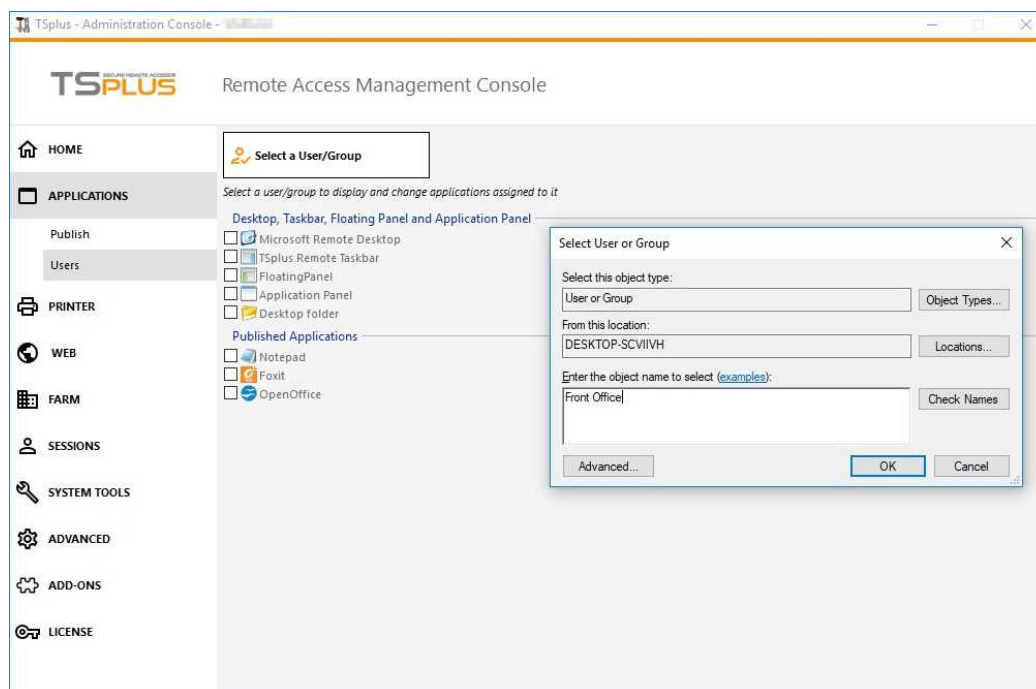 TSplus - Administration Console -
SECURE REMOTE ACCESS
TSPLUS
Remote Access Management Console
HOME
APPLICATIONS
Publish
Users
PRINTER
WEB
FARM
SESSIONS
SYSTEM TOOLS
ADVANCED
ADD-ONS
LICENSE
Select a User/Group
Select a user/group to display and change applications assigned to it
Desktop, Taskbar, Floating Panel and Application Panel
Microsoft Remote Desktop
TSplus Remote Taskbar
FloatingPanel
Application Panel
Desktop folder
Published Applications
Notepad
Foxit
OpenOffice
Select User or Group
Select this object type:
User or Group
Object Types...
From this location:
DESKTOP-SCVIIVH
Locations...
Enter the object name to select (examples):
Front Office
Check Names
Advanced...
OK
Cancel